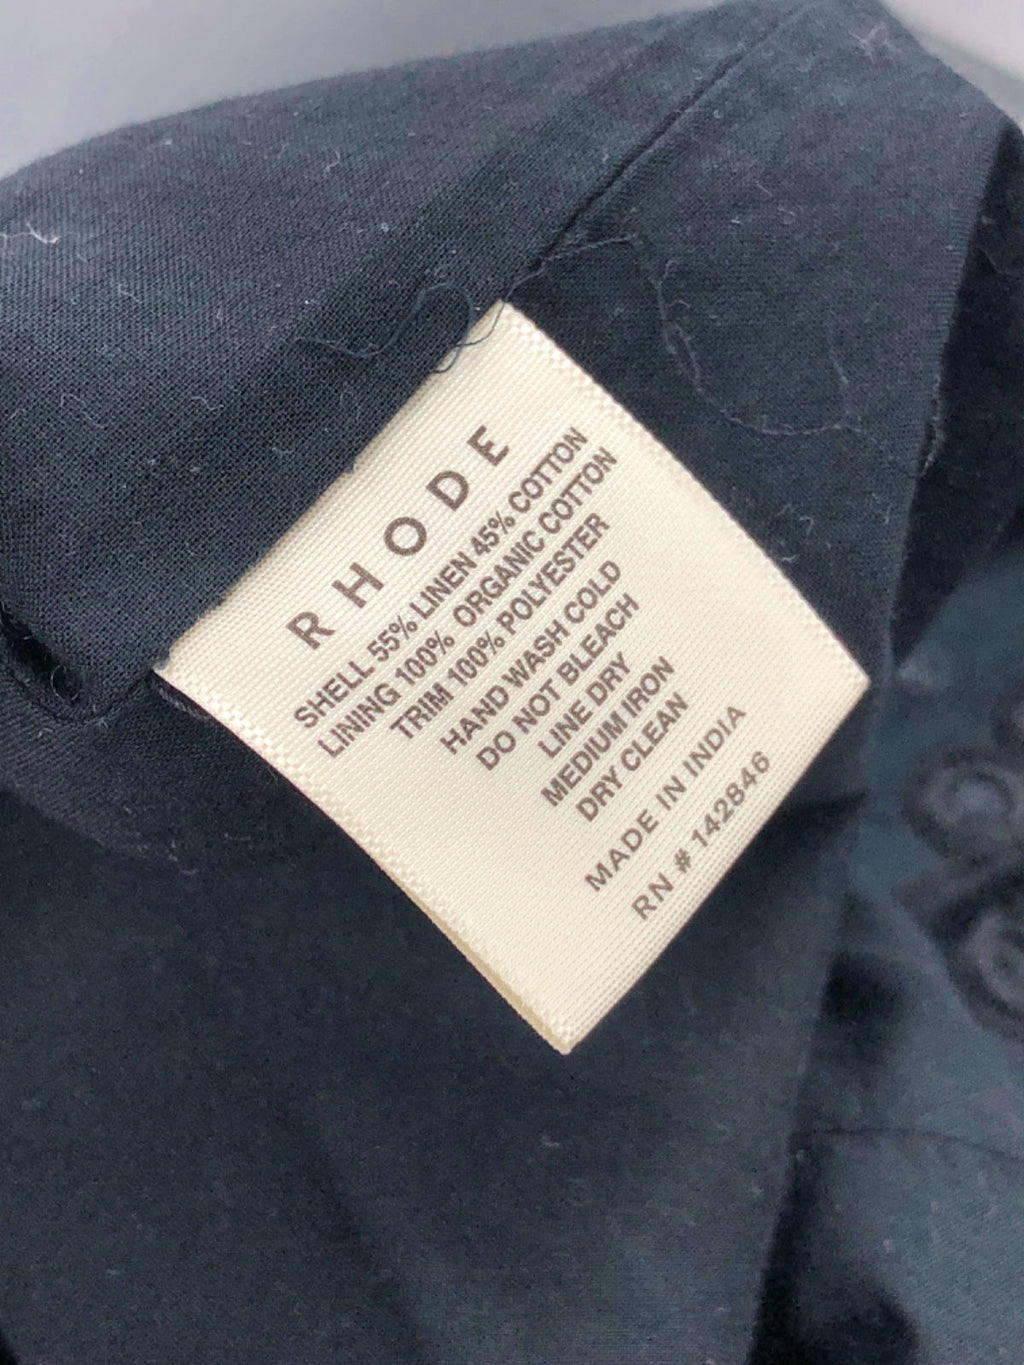 RHODE
SHELL 55% LINEN 45% COTTON
LINING 100% ORGANIC COTTON
TRIM 100% POLYESTER
HAND WASH COLD
DO NOT BLEACH
LINE DRY
MEDIUM IRON
DRY CLEAN
MADE IN INDIA
RN # 142846